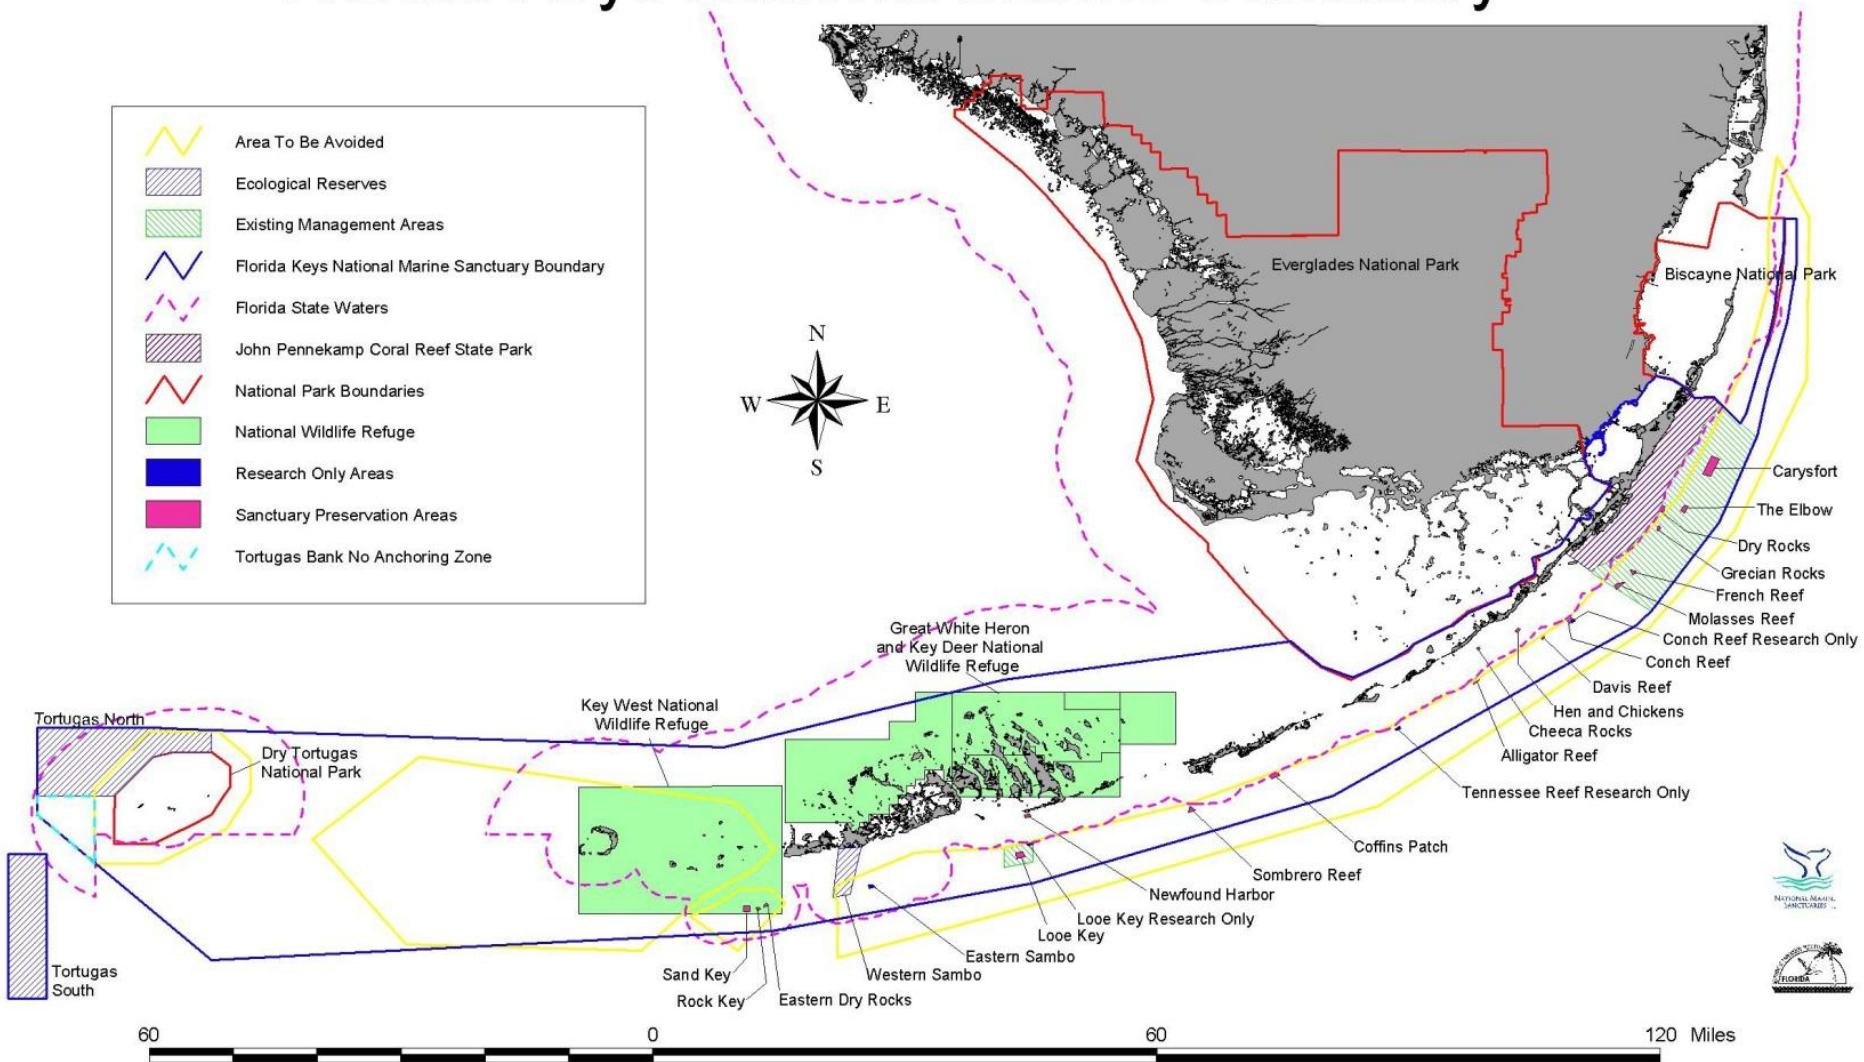 Area To Be Avoided
Ecological Reserves
Existing Management Areas
Florida Keys National Marine Sanctuary Boundary
Florida State Waters
John Pennekamp Coral Reef State Park
National Park Boundaries
National Wildlife Refuge
Research Only Areas
Sanctuary Preservation Areas
Tortugas Bank No Anchoring Zone
N
W
E
S
Everglades National Park
Biscayne National Park
Carysfort
The Elbow
Dry Rocks
Grecian Rocks
French Reef
Molasses Reef
Conch Reef Research Only
Conch Reef
Davis Reef
Hen and Chickens
Cheeca Rocks
Alligator Reef
Tennessee Reef Research Only
Coffins Patch
Sombrero Reef
Newfound Harbor
Looe Key Research Only
Looe Key
Eastern Sambo
Western Sambo
Eastern Dry Rocks
Rock Key
Sand Key
Great White Heron
and Key Deer National
Wildlife Refuge
Key West National
Wildlife Refuge
Tortugas North
Dry Tortugas
National Park
Tortugas
South
NATIONAL MARINE
SANCTUARIES
FLORIDA
60
0
60
120 Miles